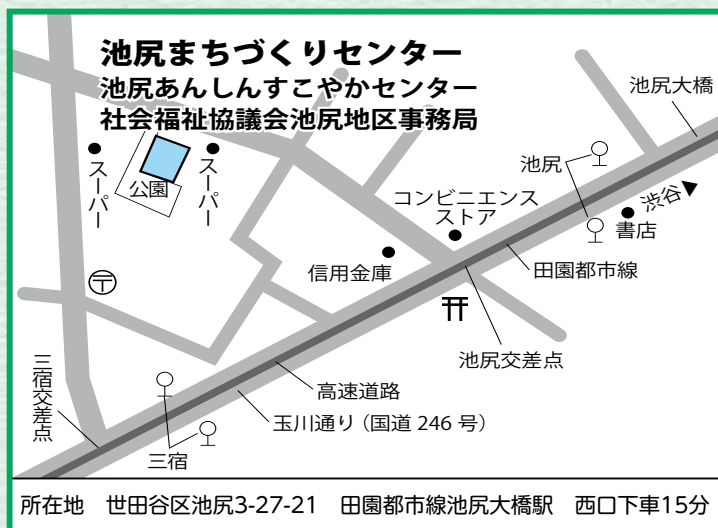 池尻まちづくりセンター
池尻あんしんすこやかセンター
社会福祉協議会池尻地区事務局
池尻大橋
スーパー
公園
スーパー
池尻
渋谷
コンビニエンス
ストア
書店
信用金庫
田園都市線
池尻交差点
三宿交差点
高速道路
玉川通り(国道 246 号)
三宿
所在地 世田谷区池尻3-27-21 田園都市線池尻大橋駅 西口下車15分